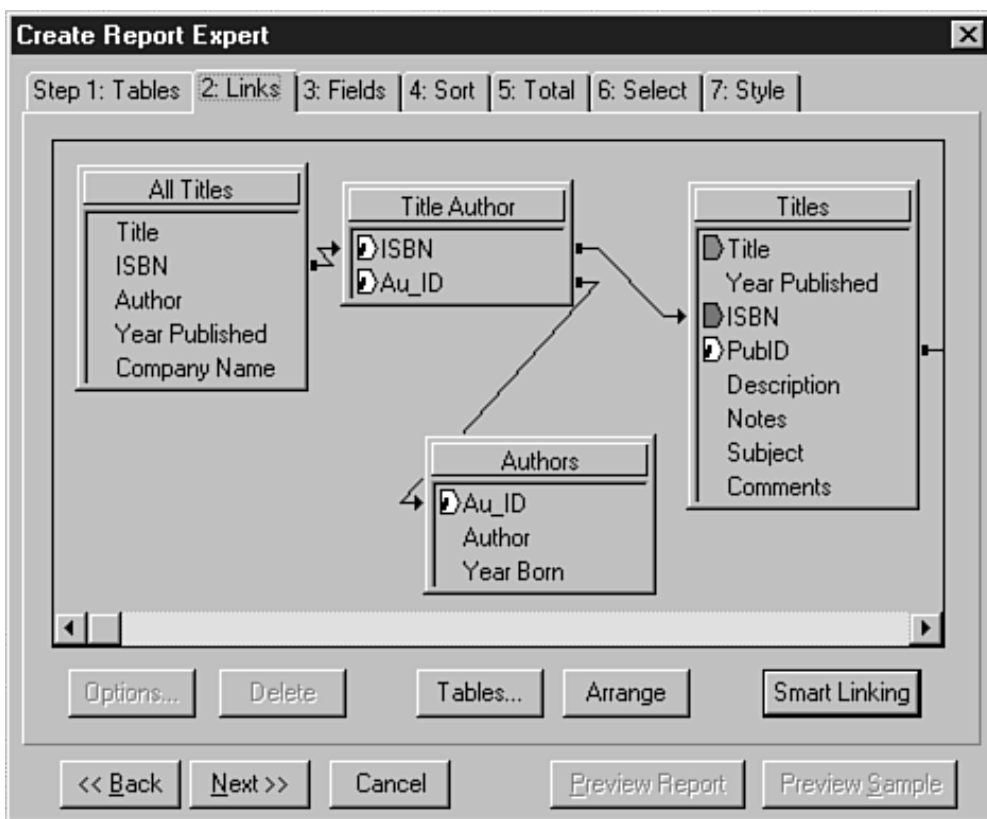 Create Report Expert
Step 1: Tables 2: Links 3: Fields 4: Sort 5: Total 6: Select 7: Style
All Titles
Title
ISBN
Author
Year Published
Company Name
Title Author
ISBN
Au_ID
Titles
Title
Year Published
ISBN
PubID
Description
Notes
Subject
Comments
Authors
Au_ID
Author
Year Born
Options... Delete Tables... Arrange Smart Linking
<< Back Next >> Cancel Preview Report Preview Sample